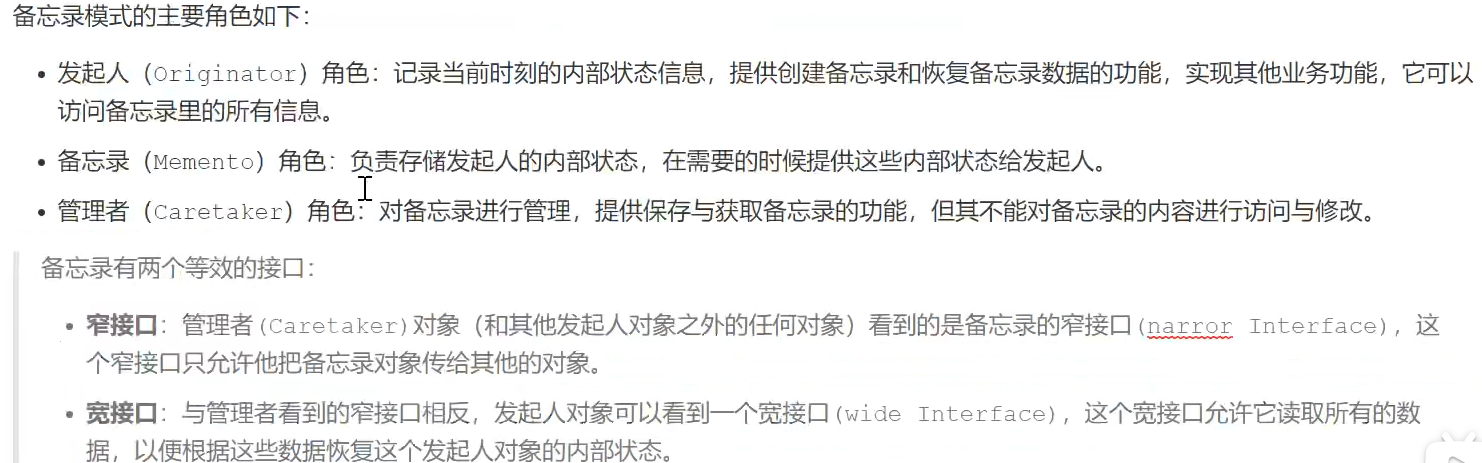 备忘录模式的主要角色如下：
• 发起人（Originator）角色：记录当前时刻的内部状态信息，提供创建备忘录和恢复备忘录数据的功能，实现其他业务功能，它可以
访问备忘录里的所有信息。
• 备忘录（Memento）角色：负责存储发起人的内部状态，在需要的时候提供这些内部状态给发起人。
• 管理者（Caretaker）角色：对备忘录进行管理，提供保存与获取备忘录的功能，但其不能对备忘录的内容进行访问与修改。
备忘录有两个等效的接口：
• 窄接口：管理者(Caretaker)对象（和其他发起人对象之外的任何对象）看到的是备忘录的窄接口(narror Interface)，这
个窄接口只允许他把备忘录对象传给其他的对象。
• 宽接口：与管理者看到的窄接口相反，发起人对象可以看到一个宽接口(wide Interface)，这个宽接口允许它读取所有的数
据，以便根据这些数据恢复这个发起人对象的内部状态。